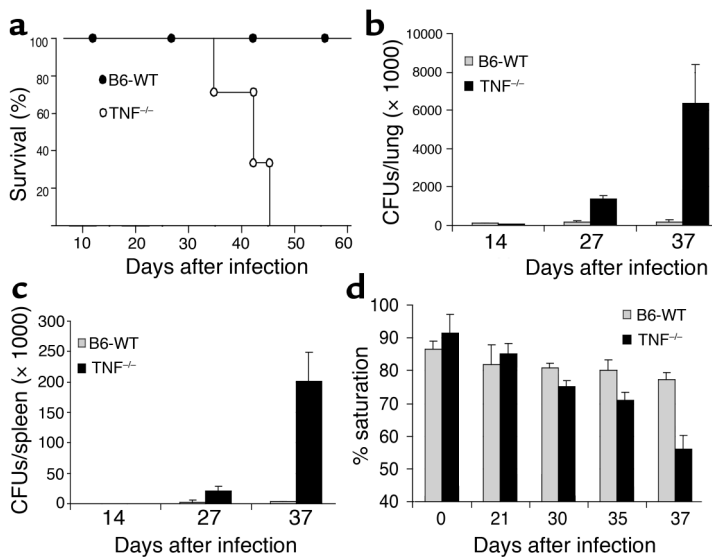 a
Survival (%)
100
80
60
40
20
B6-WT
TNF–/–
10 20 30 40 50 60
Days after infection
b
CFUs/lung (× 1000)
10000
8000
6000
4000
2000
0
B6-WT
TNF–/–
14 27 37
Days after infection
c
CFUs/spleen (× 1000)
300
250
200
150
100
50
0
B6-WT
TNF–/–
14 27 37
Days after infection
d
% saturation
100
90
80
70
60
50
40
B6-WT
TNF–/–
0 21 30 35 37
Days after infection